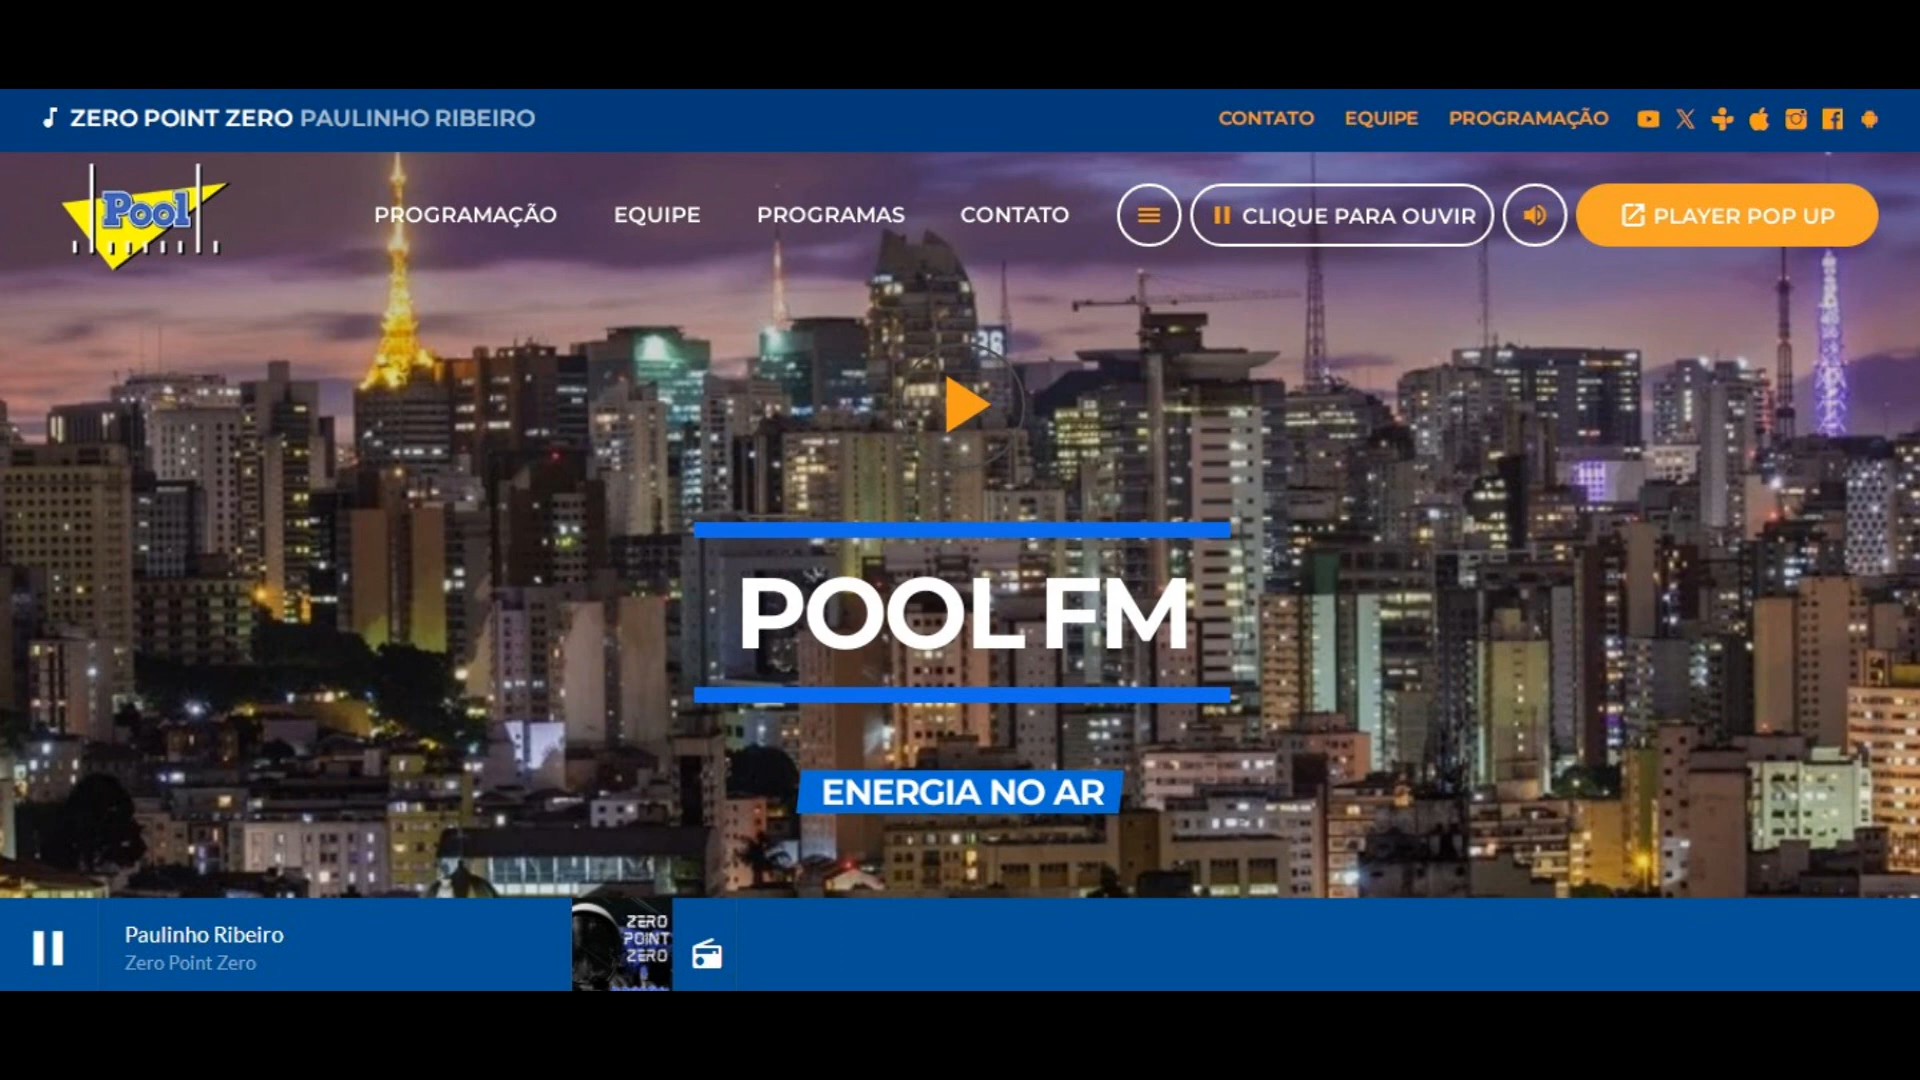 ZERO POINT ZERO PAULINHO RIBEIRO
CONTATO EQUIPE PROGRAMAÇÃO
Pool
PROGRAMAÇÃO EQUIPE PROGRAMAS CONTATO
CLIQUE PARA OUVIR
PLAYER POP UP
36
POOL FM
ENERGIA NO AR
Paulinho Ribeiro
Zero Point Zero
ZERO
POINT
ZERO